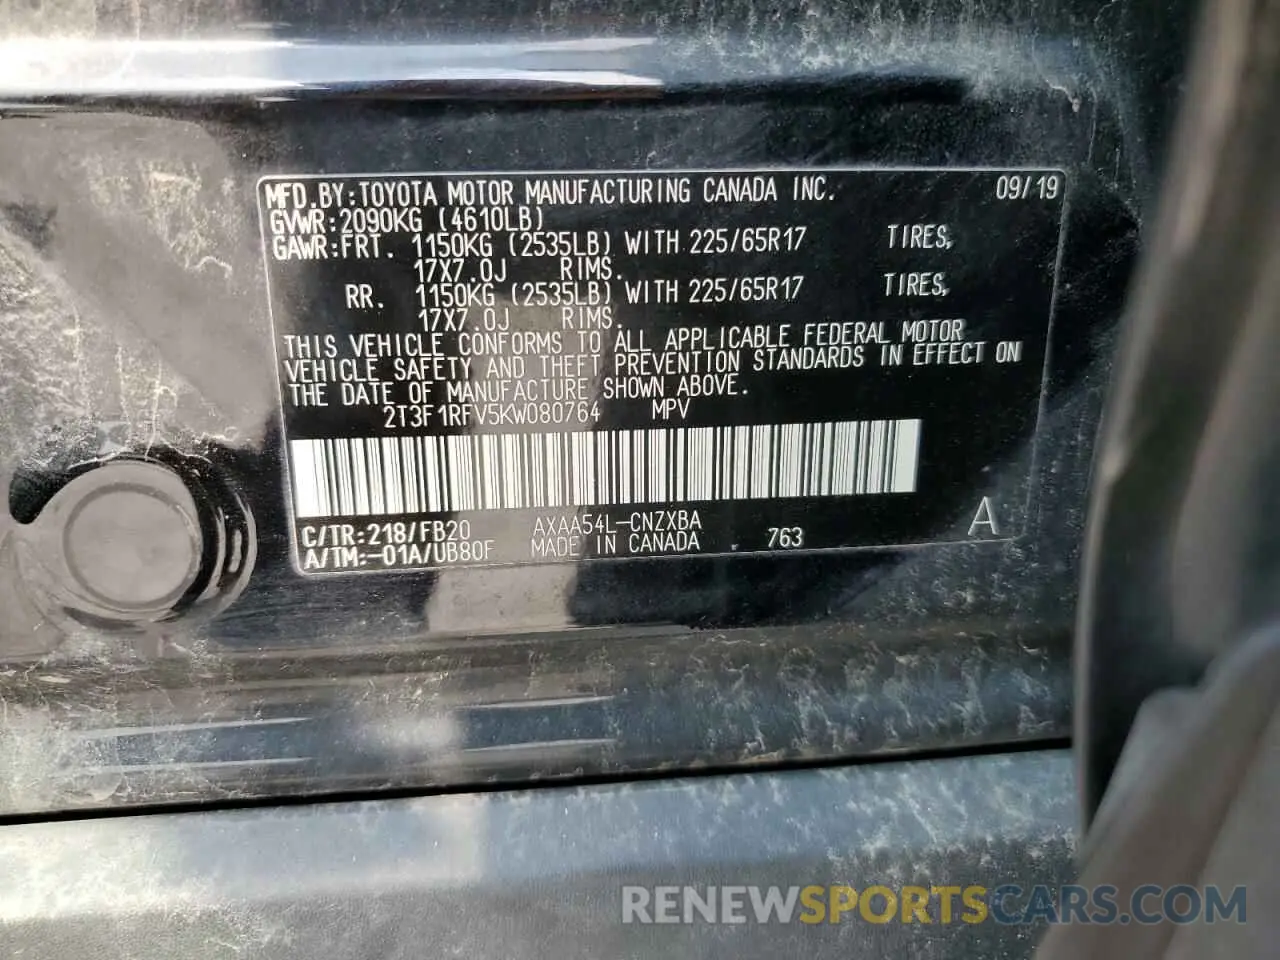 MFD.BY:TOYOTA MOTOR MANUFACTURING CANADA INC. 09/19
GVWR:2090KG (4610LB)
GAWR:FRT. 1150KG (2535LB) WITH 225/65R17 TIRES,
17X7.0J RIMS.
RR. 1150KG (2535LB) WITH 225/65R17 TIRES,
17X7.0J RIMS.
THIS VEHICLE CONFORMS TO ALL APPLICABLE FEDERAL MOTOR
VEHICLE SAFETY AND THEFT PREVENTION STANDARDS IN EFFECT ON
THE DATE OF MANUFACTURE SHOWN ABOVE.
2T3F1RFV5KW080764 MPV
C/TR:218/FB20 AXAA54L-CNZXBA
A/TM:-01A/UB80F MADE IN CANADA 763 A
RENEWSPORTSCARS.COM